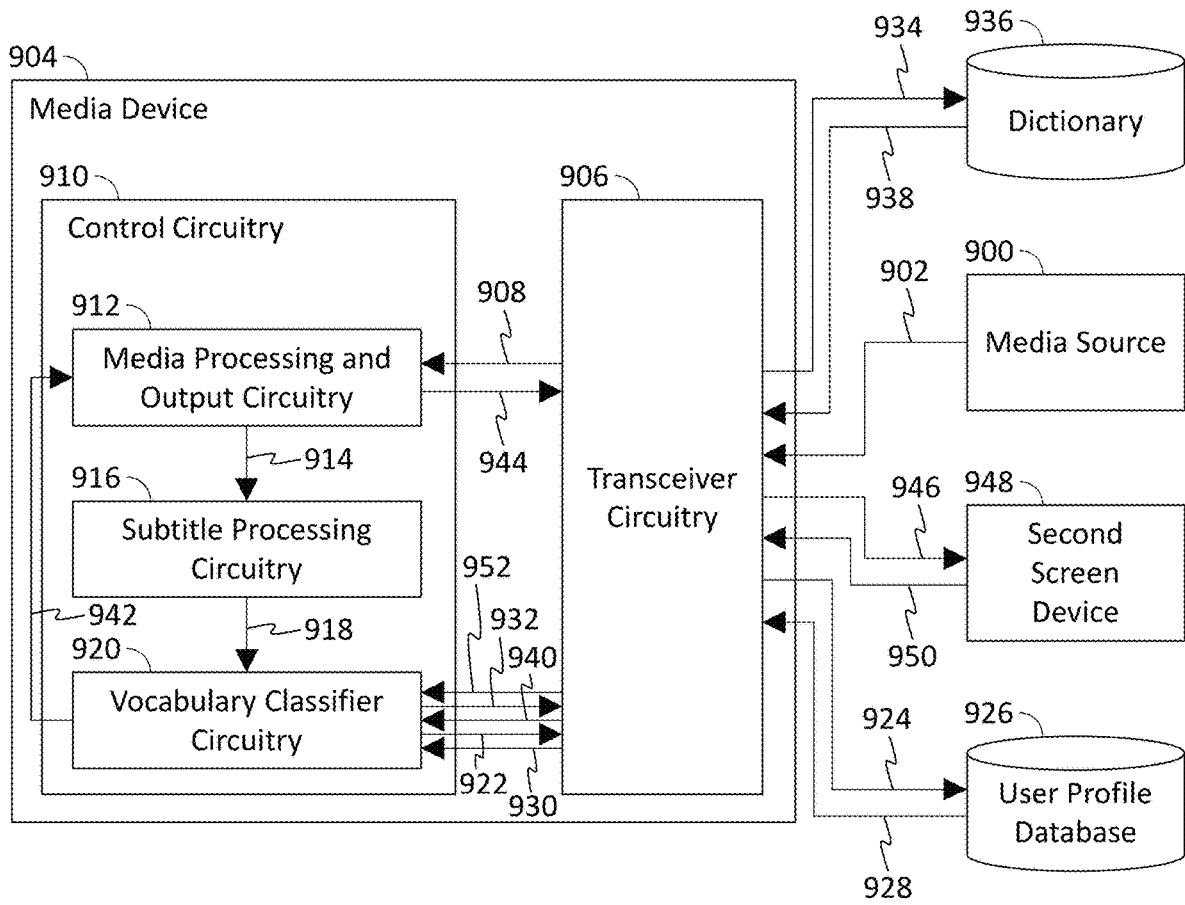 934
936
904
Media Device
Dictionary
910
906
938
Control Circuitry
900
902
908
912
Media Processing and
Output Circuitry
Media Source
944
914
916
Transceiver
Circuitry
946
948
Subtitle Processing
Circuitry
Second
Screen
Device
952
942
918
932
950
920
940
Vocabulary Classifier
Circuitry
924
926
922
930
User Profile
Database
928